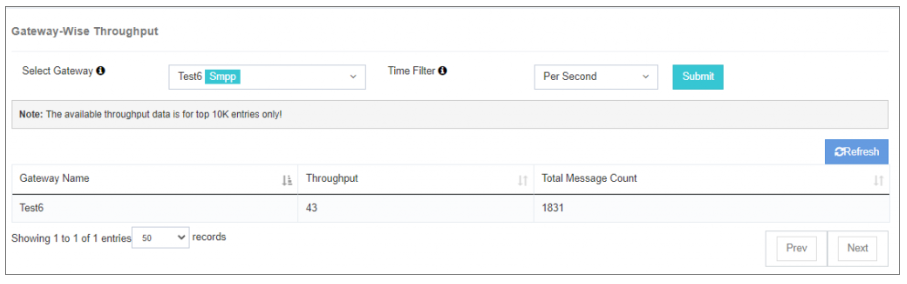 Gateway-Wise Throughput
Select Gateway Test6 Smpp Time Filter Per Second Submit
Note: The available throughput data is for top 10K entries only!
Refresh
Gateway Name Throughput Total Message Count
Test6 43 1831
Showing 1 to 1 of 1 entries 50 records
Prev Next